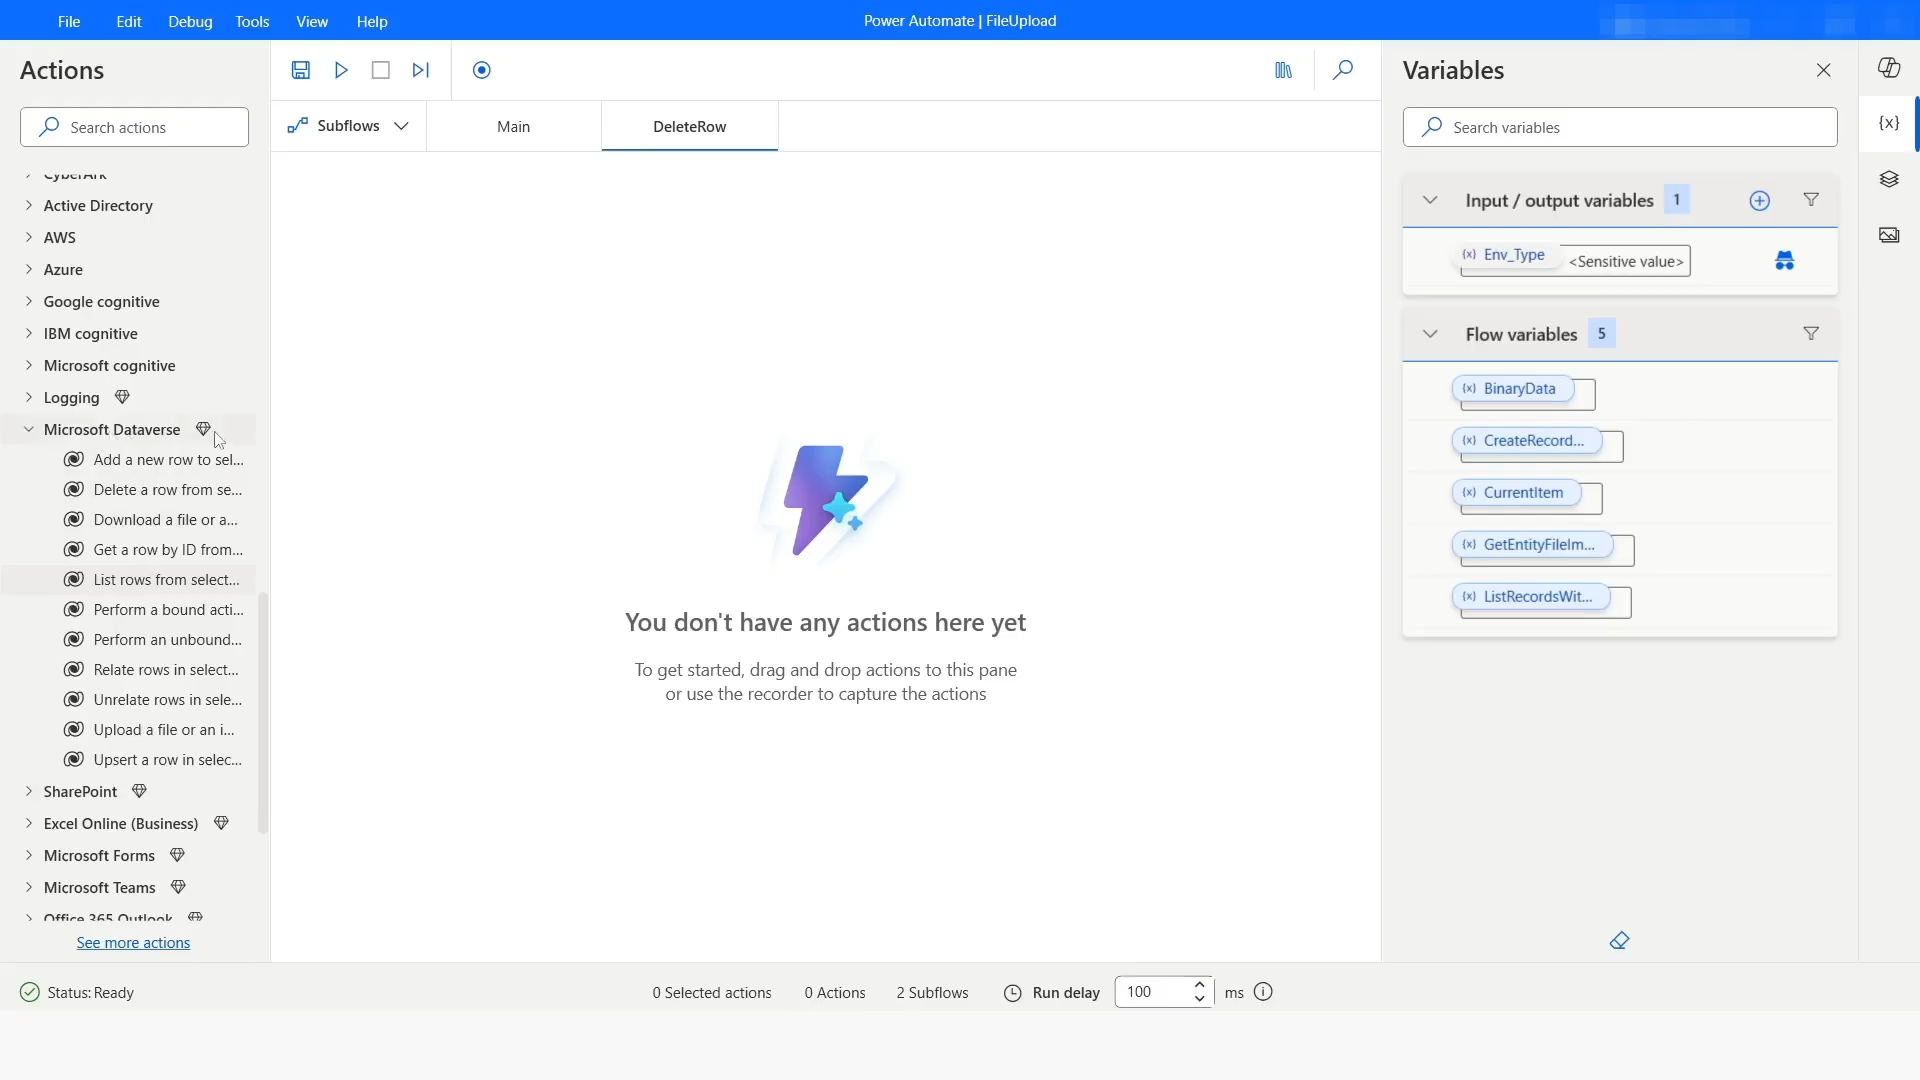 File Edit Debug Tools View Help
Power Automate | FileUpload
Actions
Search actions
CyberArk
Active Directory
AWS
Azure
Google cognitive
IBM cognitive
Microsoft cognitive
Logging
Microsoft Dataverse
Add a new row to sel...
Delete a row from se...
Download a file or a...
Get a row by ID from...
List rows from select...
Perform a bound acti...
Perform an unbound...
Relate rows in select...
Unrelate rows in sele...
Upload a file or an i...
Upsert a row in selec...
SharePoint
Excel Online (Business)
Microsoft Forms
Microsoft Teams
Office 365 Outlook
See more actions
Subflows
Main
DeleteRow
You don't have any actions here yet
To get started, drag and drop actions to this pane
or use the recorder to capture the actions
Variables
{x}
Search variables
Input / output variables 1
(x) Env_Type <Sensitive value>
Flow variables 5
(x) BinaryData
(x) CreateRecord...
(x) CurrentItem
(x) GetEntityFileIm...
(x) ListRecordsWit...
Status: Ready
0 Selected actions
0 Actions
2 Subflows
Run delay 100 ms